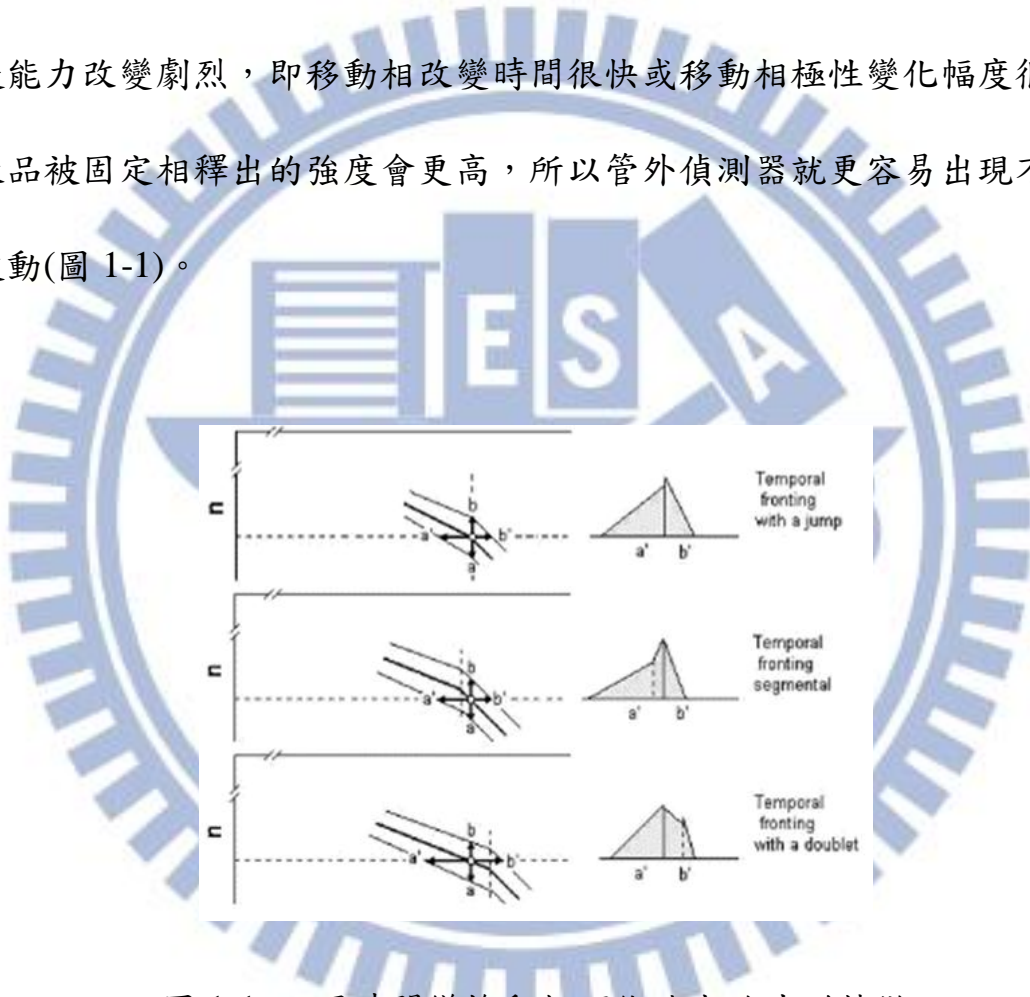 能力改變劇烈，即移動相改變時間很快或移動相極性變化幅度
品被固定相釋出的強度會更高，所以管外偵測器就更容易出現不
動(圖 1-1)。
E S A
n
b
a'
b'
a
a'
b'
Temporal
fronting
with a jump
n
b
a'
b'
a
a'
b'
Temporal
fronting
segmental
n
b
a'
b'
a
a'
b'
Temporal
fronting
with a doublet